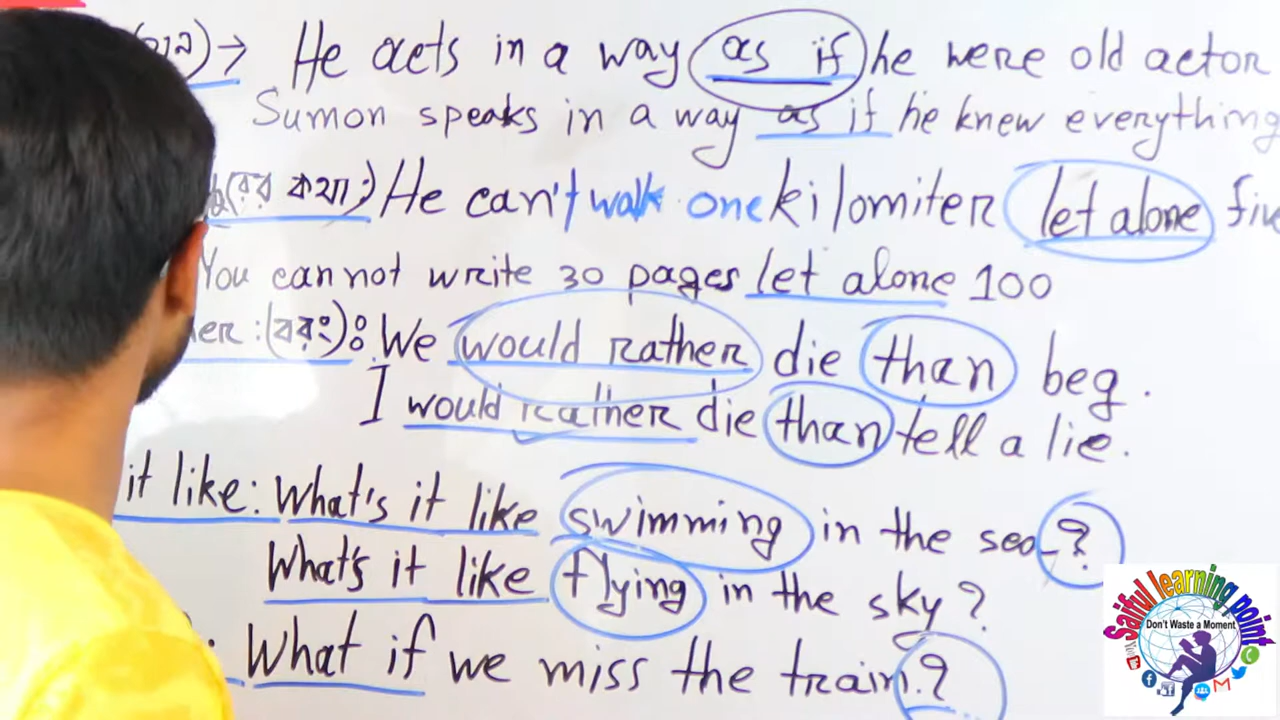 → He acts in a way as if he were old actor
Sumon speaks in a way as if he knew everything
He can't walk one kilomiter let alone five
You cannot write 30 pages let alone 100
(বরং): We would rather die than beg.
I would rather die than tell a lie.
it like: What's it like swimming in the sea?
What's it like flying in the sky?
: What if we miss the train.?
Saiful learning point
Don't Waste a Moment